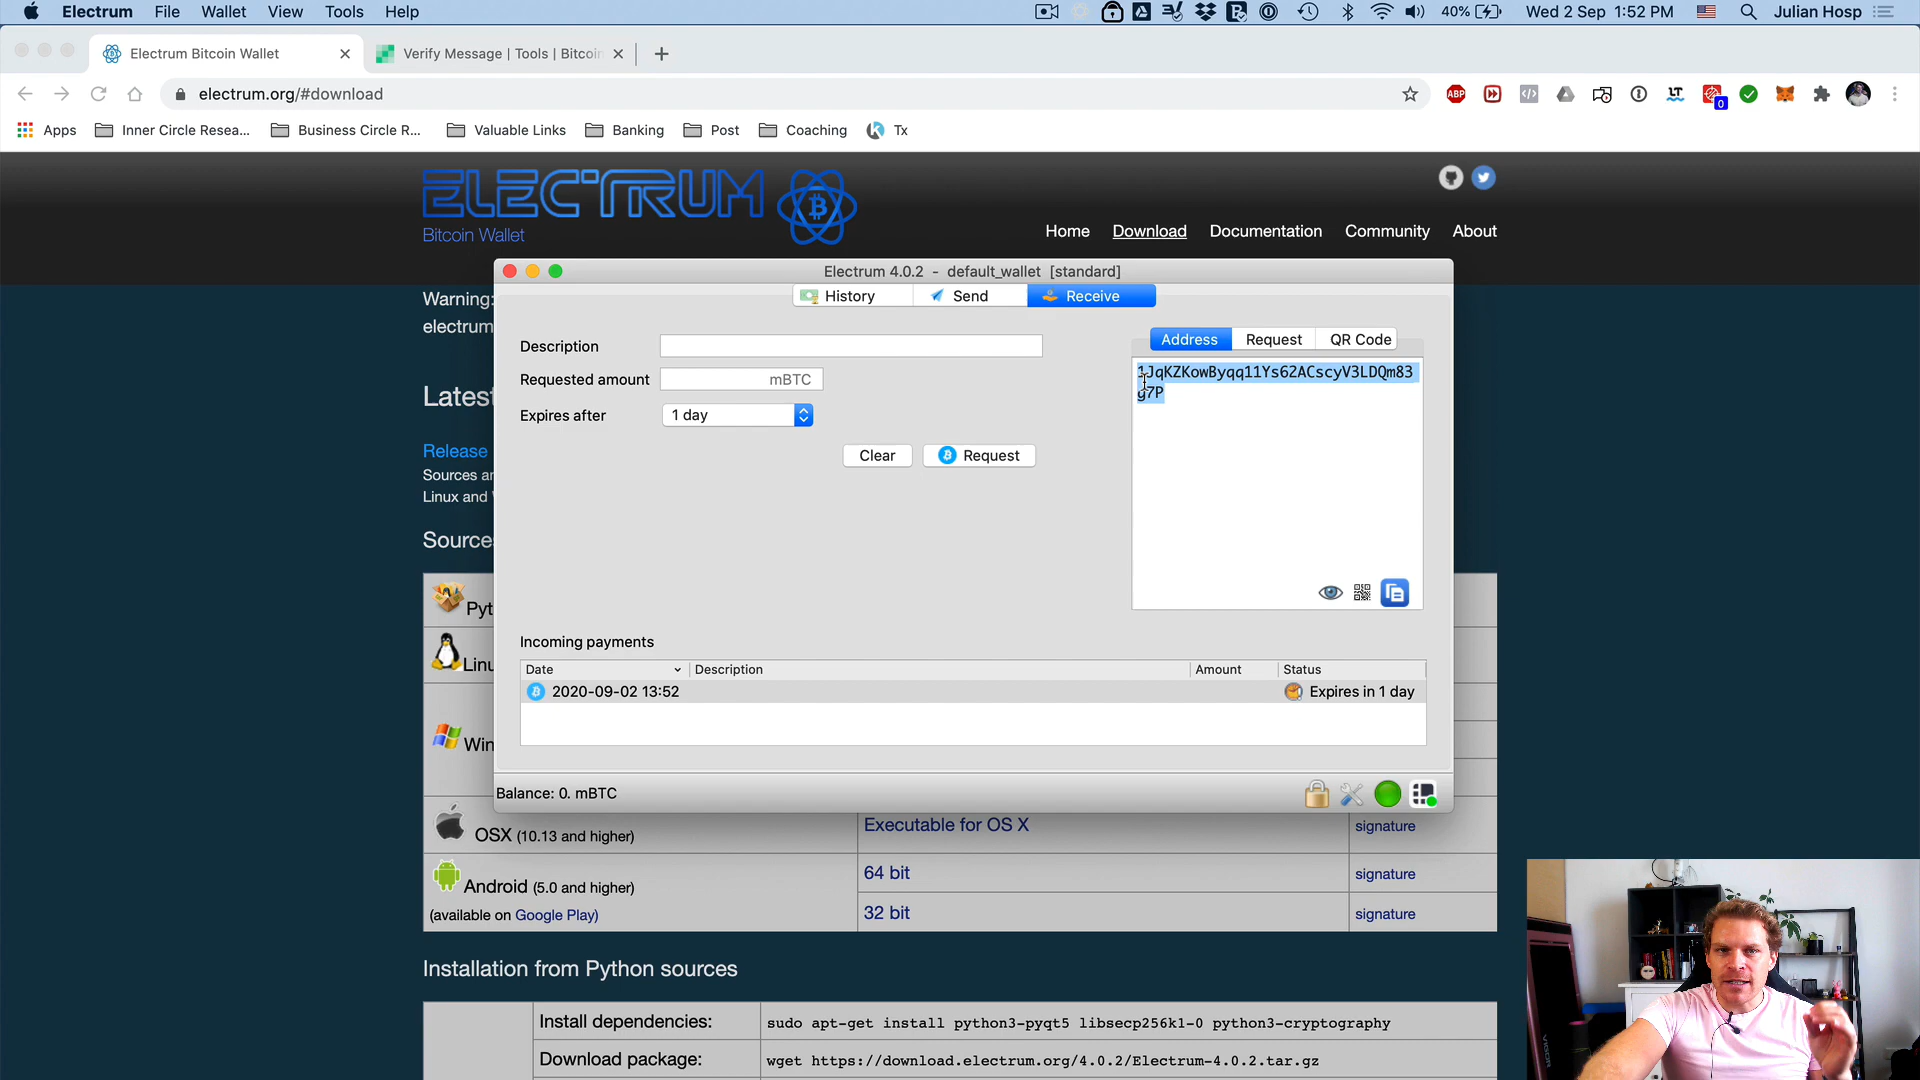 Electrum File Wallet View Tools Help 40% Wed 2 Sep 1:52 PM Julian Hosp
Electrum Bitcoin Wallet Verify Message | Tools | Bitcoin
electrum.org/#download ABP LT 0
Apps Inner Circle Resea... Business Circle R... Valuable Links Banking Post Coaching Tx
ELECTRUM
Bitcoin Wallet
Home Download Documentation Community About
Electrum 4.0.2 - default_wallet [standard]
Warning:
electrum
History Send Receive
Description
Address Request QR Code
Requested amount mBTC
1JqKZKowByqq11Ys62ACscyV3LDQm83
g7P
Latest
Expires after 1 day
Release
Clear Request
Sources an
Linux and
Source
Pyt
Incoming payments
Linu
Date Description Amount Status
2020-09-02 13:52 Expires in 1 day
Win
Balance: 0. mBTC
OSX (10.13 and higher) Executable for OS X signature
Android (5.0 and higher)
(available on Google Play)
64 bit signature
32 bit signature
Installation from Python sources
Install dependencies: sudo apt-get install python3-pyqt5 libsecp256k1-0 python3-cryptography
Download package: wget https://download.electrum.org/4.0.2/Electrum-4.0.2.tar.gz